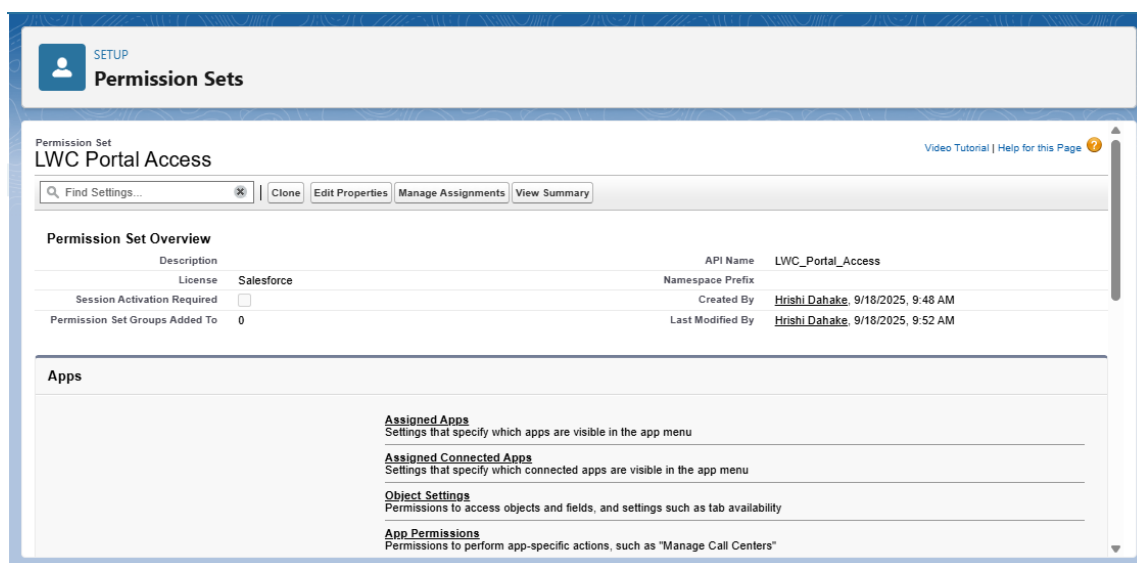 SETUP
Permission Sets
Permission Set
LWC Portal Access
Video Tutorial | Help for this Page ?
Find Settings... Clone Edit Properties Manage Assignments View Summary
Permission Set Overview
Description API Name LWC_Portal_Access
License Salesforce Namespace Prefix
Session Activation Required Created By Hrishi Dahake, 9/18/2025, 9:48 AM
Permission Set Groups Added To 0 Last Modified By Hrishi Dahake, 9/18/2025, 9:52 AM
Apps
Assigned Apps
Settings that specify which apps are visible in the app menu
Assigned Connected Apps
Settings that specify which connected apps are visible in the app menu
Object Settings
Permissions to access objects and fields, and settings such as tab availability
App Permissions
Permissions to perform app-specific actions, such as "Manage Call Centers"